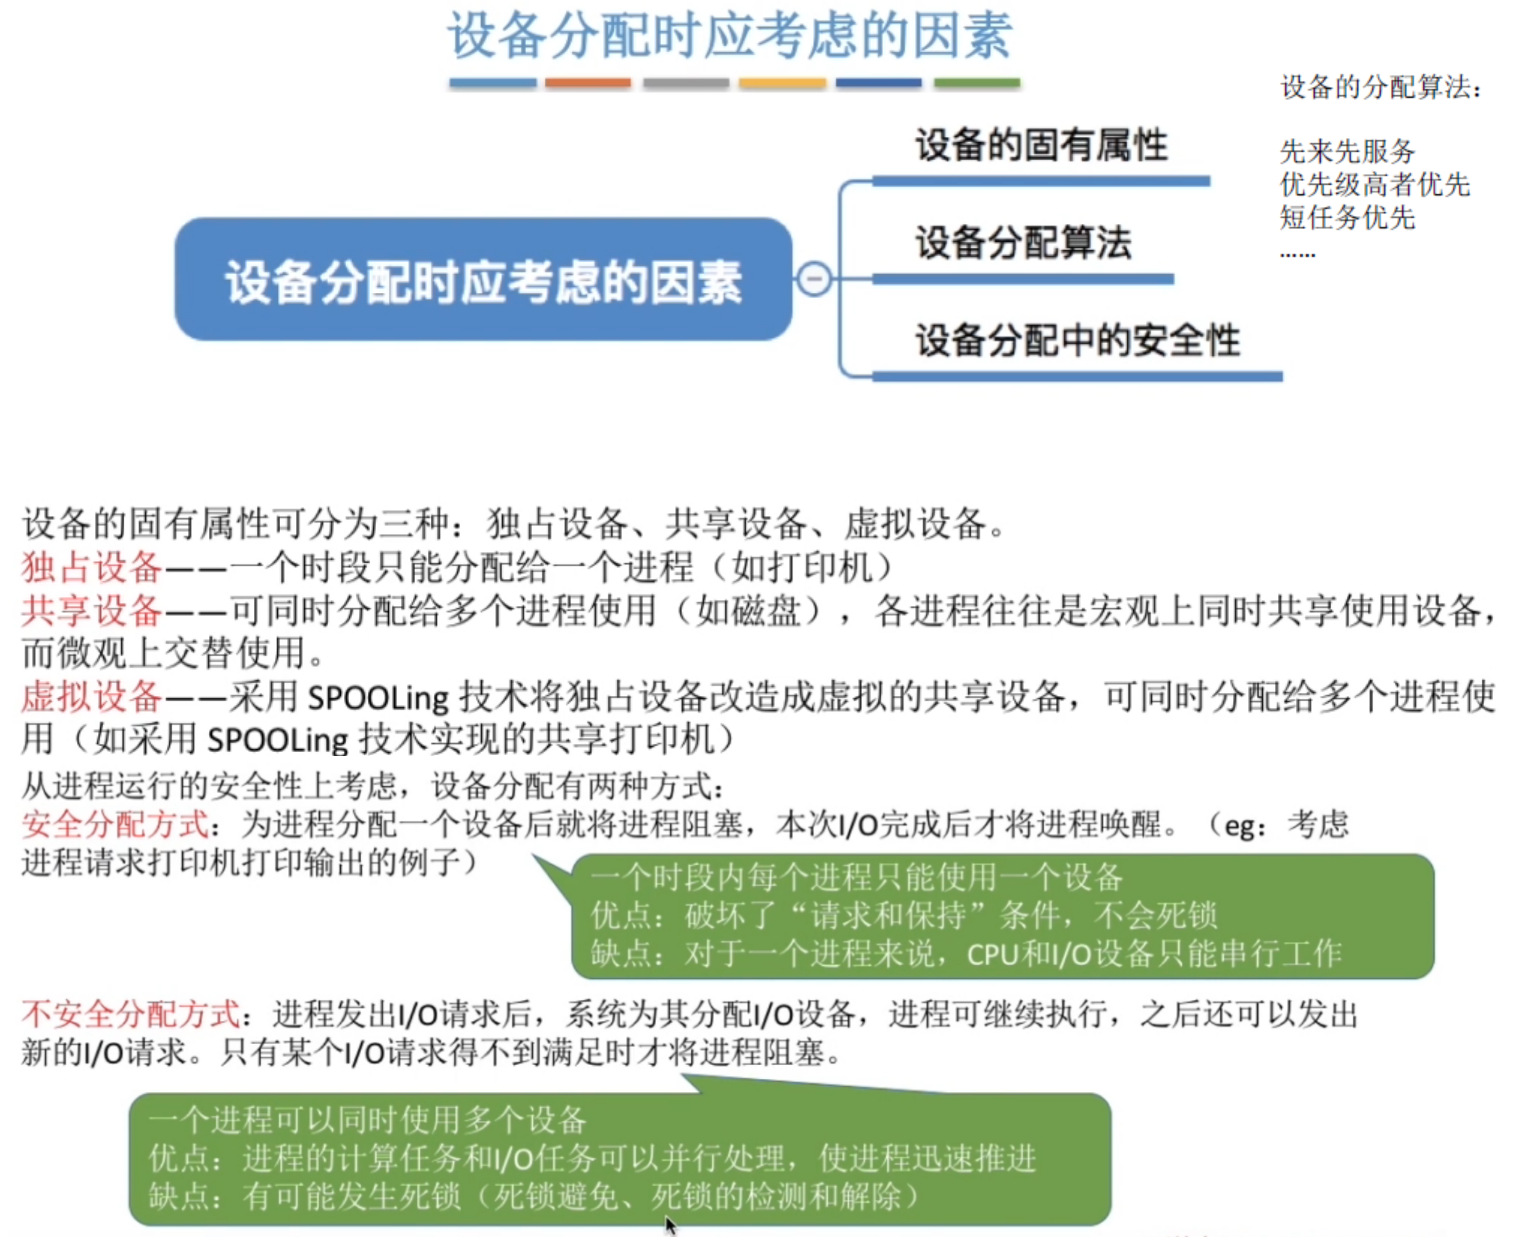 设备分配时应考虑的因素
设备的分配算法：
先来先服务
优先级高者优先
短任务优先
……
设备分配时应考虑的因素
设备的固有属性
设备分配算法
设备分配中的安全性
设备的固有属性可分为三种：独占设备、共享设备、虚拟设备。
独占设备——一个时段只能分配给一个进程（如打印机）
共享设备——可同时分配给多个进程使用（如磁盘），各进程往往是宏观上同时共享使用设备，
而微观上交替使用。
虚拟设备——采用 SPOOLing 技术将独占设备改造成虚拟的共享设备，可同时分配给多个进程使
用（如采用 SPOOLing 技术实现的共享打印机）
从进程运行的安全性上考虑，设备分配有两种方式：
安全分配方式：为进程分配一个设备后就将进程阻塞，本次I/O完成后才将进程唤醒。（eg：考虑
进程请求打印机打印输出的例子）
一个时段内每个进程只能使用一个设备
优点：破坏了“请求和保持”条件，不会死锁
缺点：对于一个进程来说，CPU和I/O设备只能串行工作
不安全分配方式：进程发出I/O请求后，系统为其分配I/O设备，进程可继续执行，之后还可以发出
新的I/O请求。只有某个I/O请求得不到满足时才将进程阻塞。
一个进程可以同时使用多个设备
优点：进程的计算任务和I/O任务可以并行处理，使进程迅速推进
缺点：有可能发生死锁（死锁避免、死锁的检测和解除）